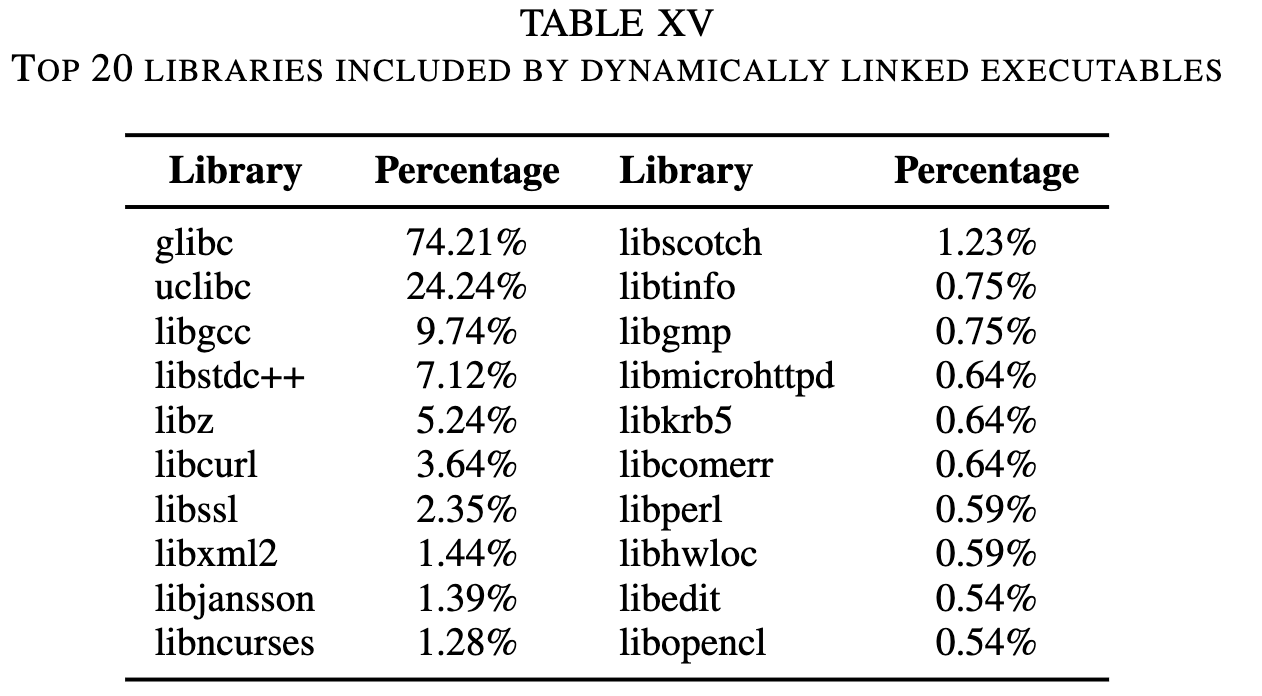 TABLE XV
TOP 20 LIBRARIES INCLUDED BY DYNAMICALLY LINKED EXECUTABLES
Library Percentage Library Percentage
glibc 74.21% libscotch 1.23%
uclibc 24.24% libtinfo 0.75%
libgcc 9.74% libgmp 0.75%
libstdc++ 7.12% libmicrohttpd 0.64%
libz 5.24% libkrb5 0.64%
libcurl 3.64% libcomerr 0.64%
libssl 2.35% libperl 0.59%
libxml2 1.44% libhwloc 0.59%
libjansson 1.39% libedit 0.54%
libncurses 1.28% libopencl 0.54%